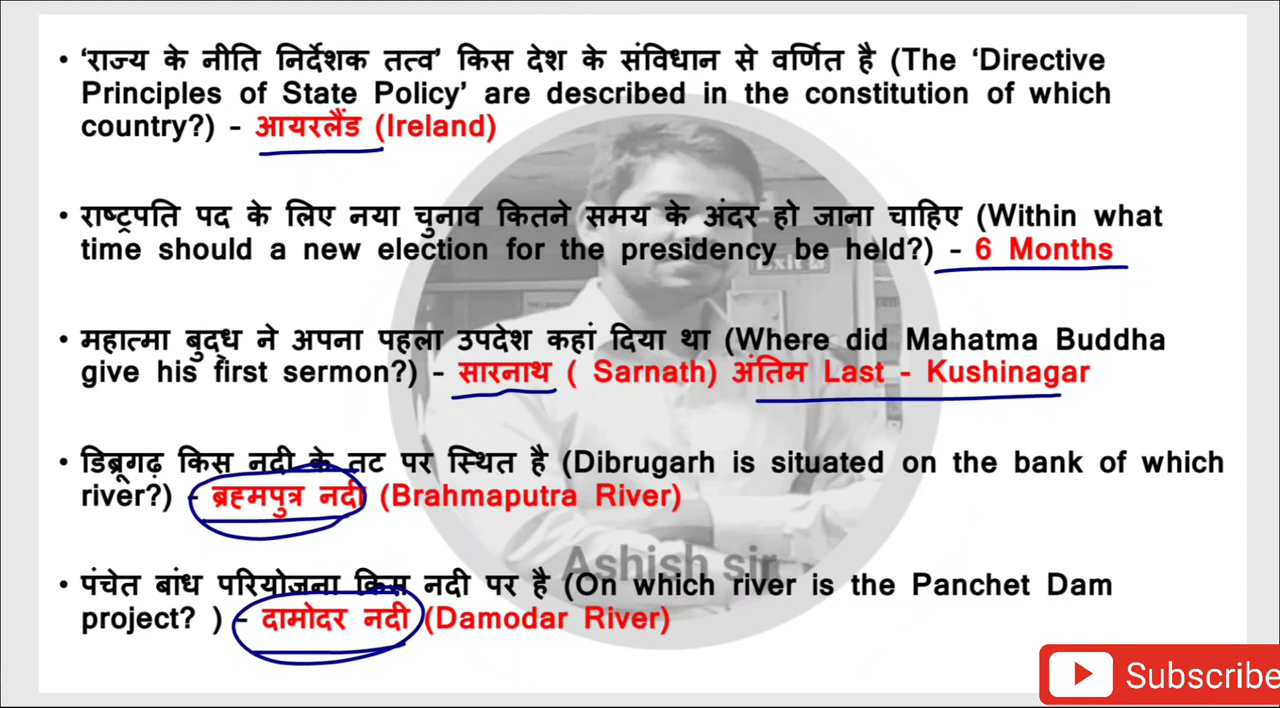 • ‘राज्य के नीति निर्देशक तत्व’ किस देश के संविधान से वर्णित है (The ‘Directive
Principles of State Policy’ are described in the constitution of which
country?) - आयरलैंड (Ireland)
• राष्ट्रपति पद के लिए नया चुनाव कितने समय के अंदर हो जाना चाहिए (Within what
time should a new election for the presidency be held?) - 6 Months
• महात्मा बुद्ध ने अपना पहला उपदेश कहां दिया था (Where did Mahatma Buddha
give his first sermon?) - सारनाथ ( Sarnath) अंतिम Last - Kushinagar
• डिब्रूगढ़ किस नदी के तट पर स्थित है (Dibrugarh is situated on the bank of which
river?) - ब्रह्मपुत्र नदी (Brahmaputra River)
• पंचेत बांध परियोजना किस नदी पर है (On which river is the Panchet Dam
project? ) - दामोदर नदी (Damodar River)
Exit
Ashish sir
Subscribe